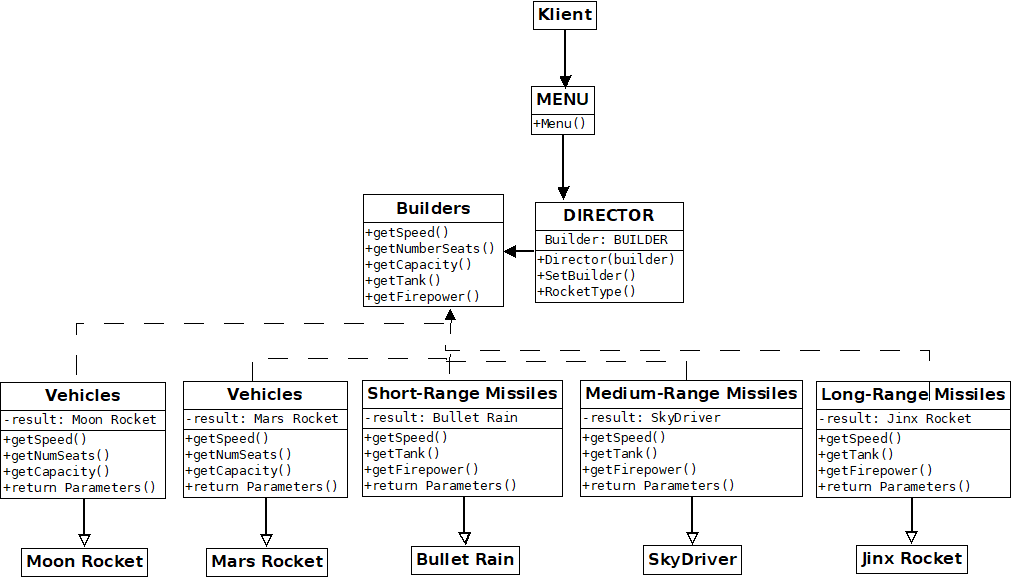 Klient
MENU
+Menu()
Builders
+getSpeed()
+getNumberSeats()
+getCapacity()
+getTank()
+getFirepower()
DIRECTOR
Builder: BUILDER
+Director(builder)
+SetBuilder()
+RocketType()
Vehicles
-result: Moon Rocket
+getSpeed()
+getNumSeats()
+getCapacity()
+return Parameters()
Vehicles
-result: Mars Rocket
+getSpeed()
+getNumSeats()
+getCapacity()
+return Parameters()
Short-Range Missiles
-result: Bullet Rain
+getSpeed()
+getTank()
+getFirepower()
+return Parameters()
Medium-Range Missiles
-result: SkyDriver
+getSpeed()
+getTank()
+getFirepower()
+return Parameters()
Long-Range Missiles
-result: Jinx Rocket
+getSpeed()
+getTank()
+getFirepower()
+return Parameters()
Moon Rocket
Mars Rocket
Bullet Rain
SkyDriver
Jinx Rocket